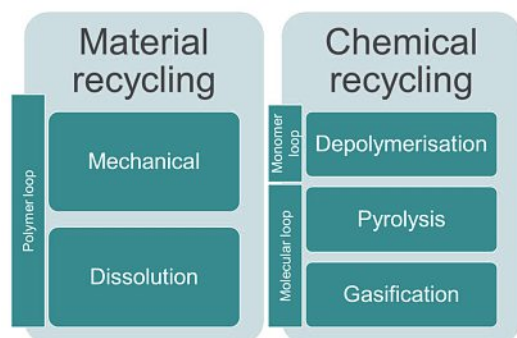 Material
recycling
Polymer loop
Mechanical
Dissolution
Chemical
recycling
Monomer
loop
Depolymerisation
Molecular loop
Pyrolysis
Gasification